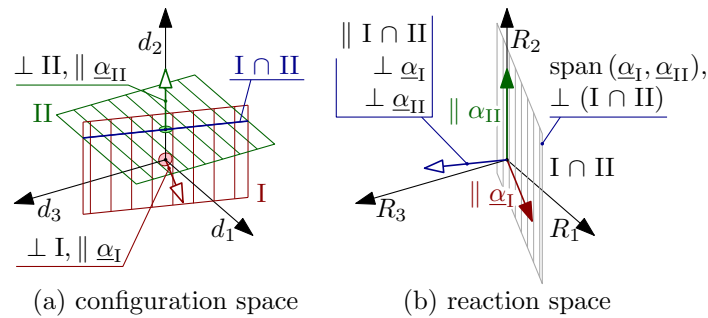 d₂
⊥ II, ∥ α_II
I ∩ II
II
I
d₃
d₁
⊥ I, ∥ α_I
(a) configuration space
∥ I ∩ II
⊥ α_I
⊥ α_II
R₂
span (α_I, α_II),
⊥ (I ∩ II)
∥ α_II
I ∩ II
∥ α_I
R₃
R₁
(b) reaction space